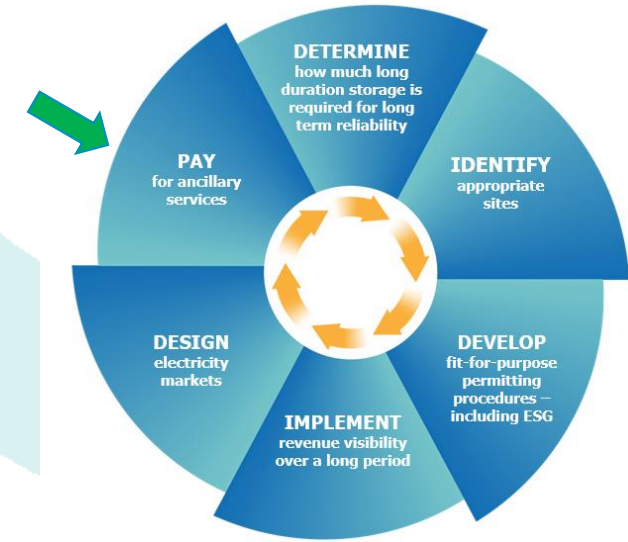 DETERMINE
how much long
duration storage is
required for long
term reliability
IDENTIFY
appropriate
sites
DEVELOP
fit-for-purpose
permitting
procedures –
including ESG
IMPLEMENT
revenue visibility
over a long period
DESIGN
electricity
markets
PAY
for ancillary
services